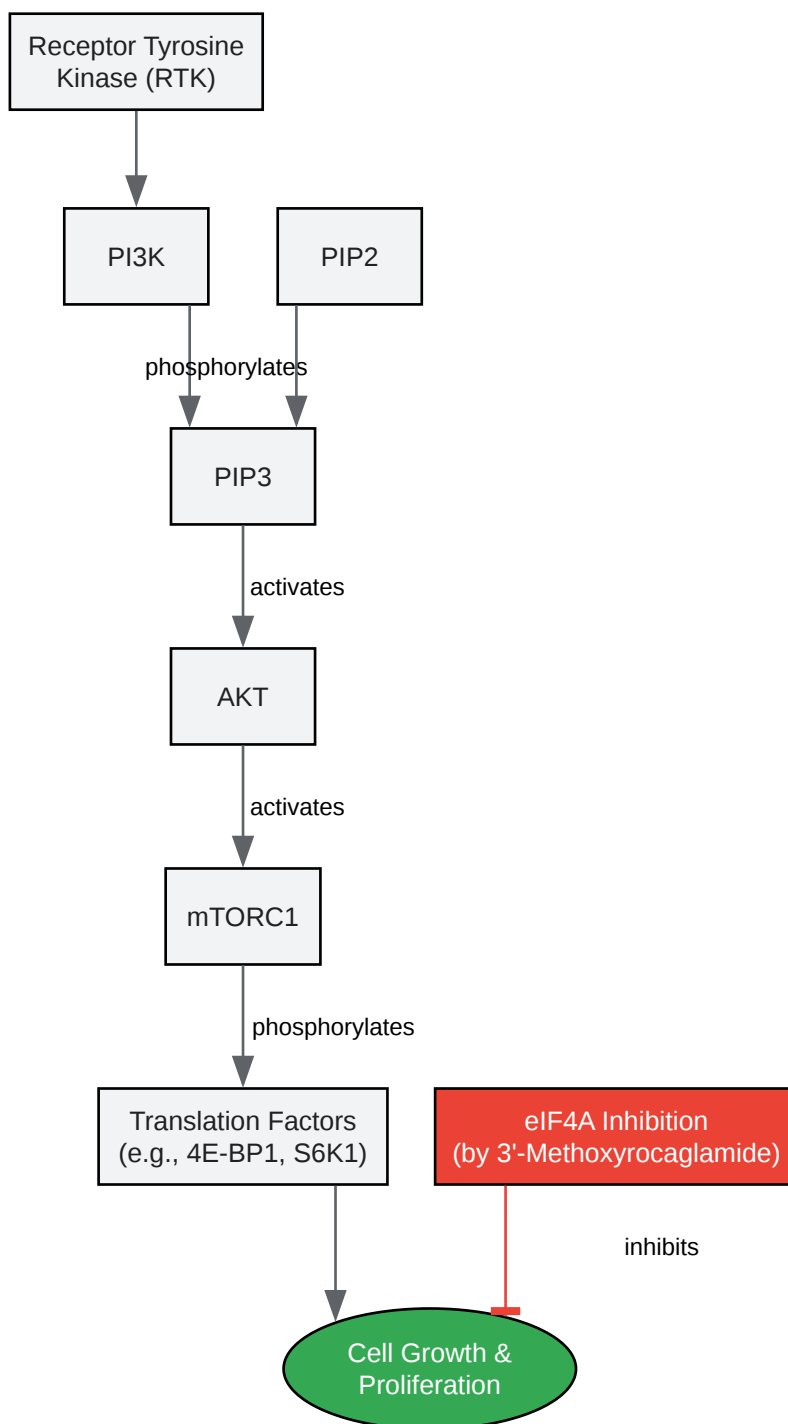 Receptor Tyrosine
Kinase (RTK)
PI3K
PIP2
phosphorylates
PIP3
activates
AKT
activates
mTORC1
phosphorylates
Translation Factors
(e.g., 4E-BP1, S6K1)
eIF4A Inhibition
(by 3'-Methoxyrocaglamide)
inhibits
Cell Growth &
Proliferation